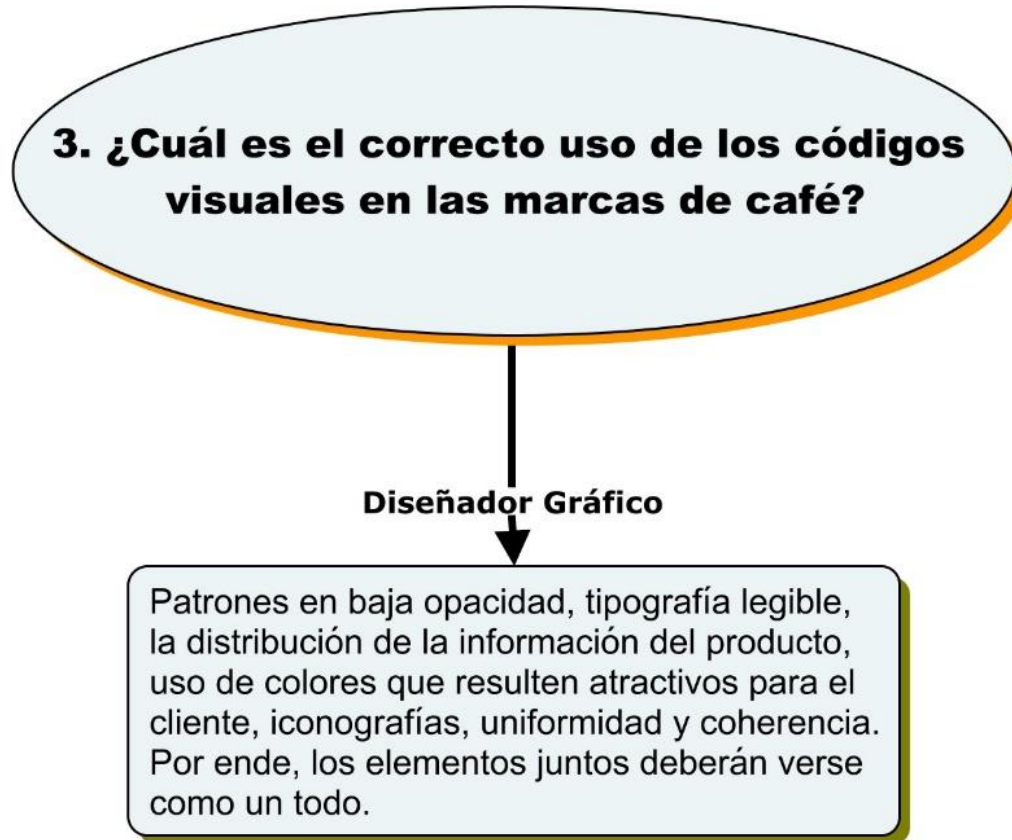 3. ¿Cuál es el correcto uso de los códigos
visuales en las marcas de café?
Diseñador Gráfico
Patrones en baja opacidad, tipografía legible,
la distribución de la información del producto,
uso de colores que resulten atractivos para el
cliente, iconografías, uniformidad y coherencia.
Por ende, los elementos juntos deberán verse
como un todo.